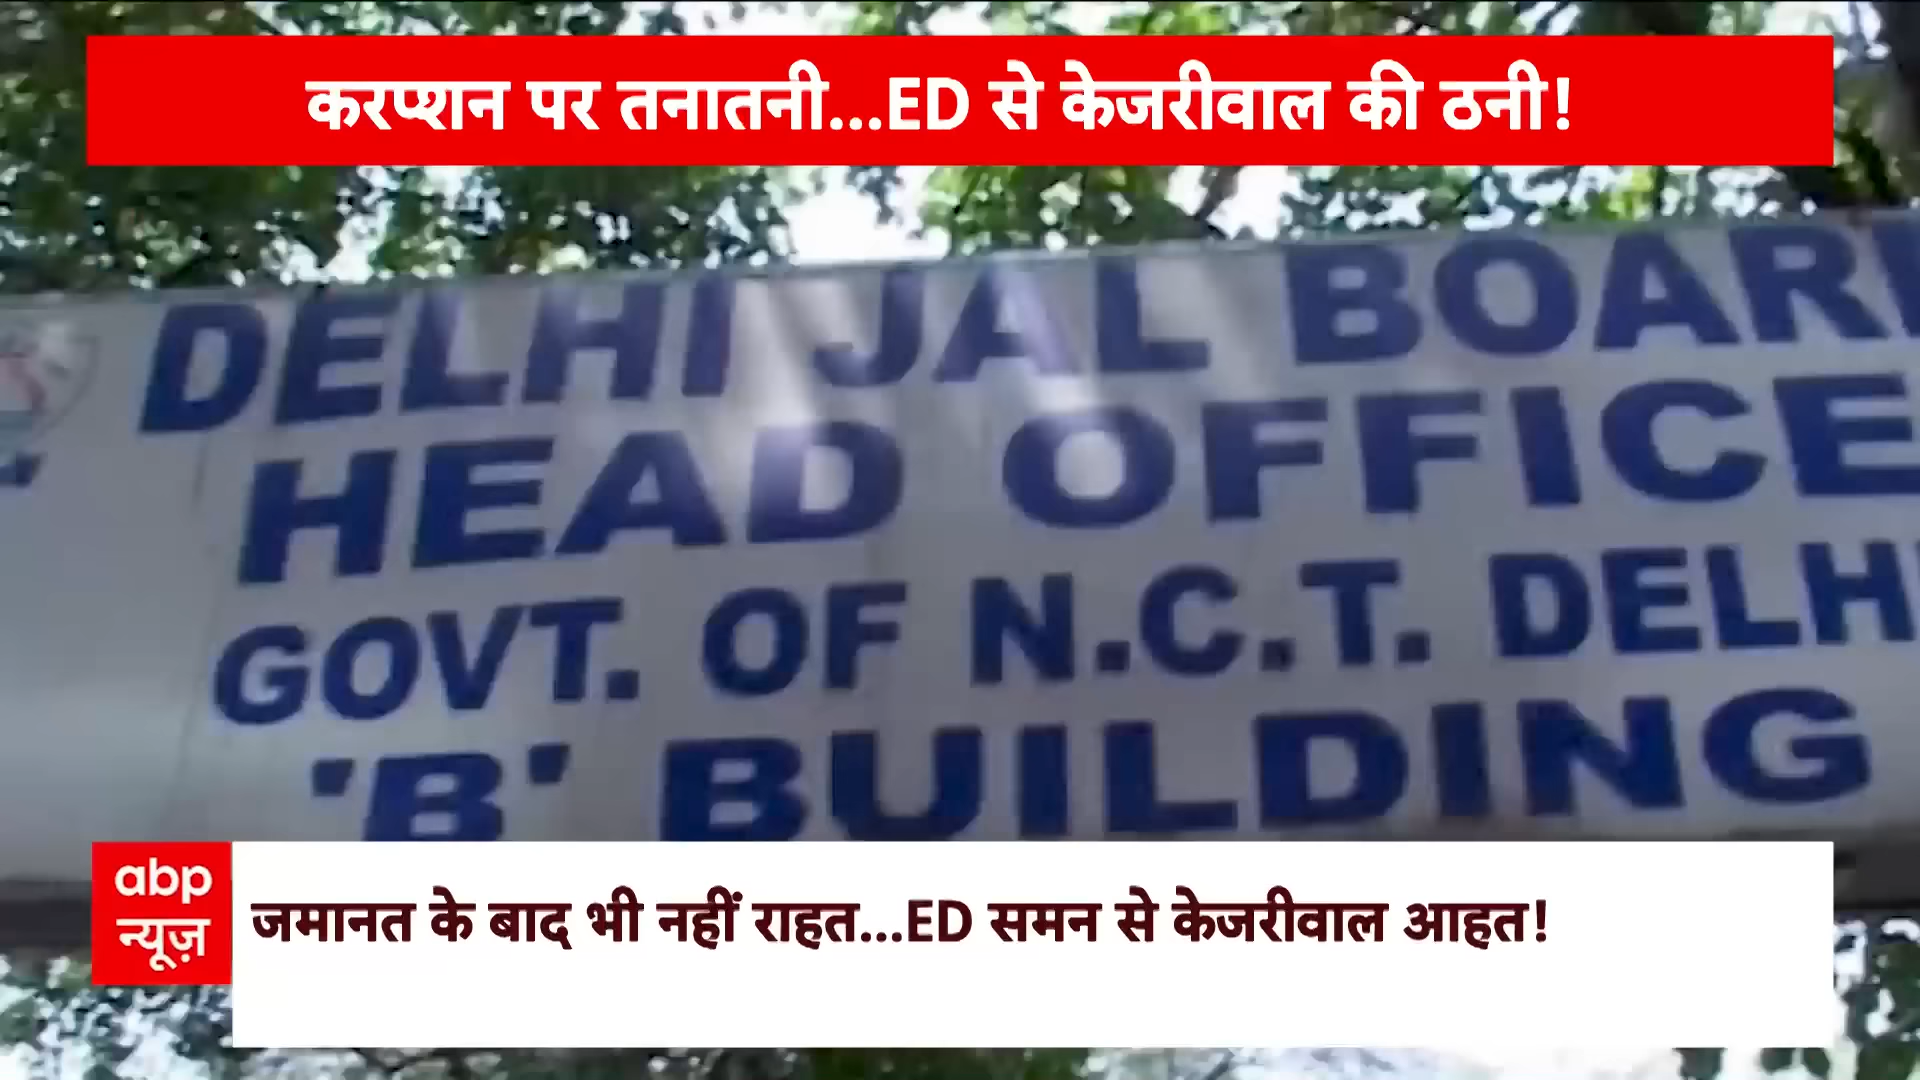 करप्शन पर तनातनी...ED से केजरीवाल की ठनी!
DELHI JAL BOAR
HEAD OFFICE
GOVT. OF N.C.T. DELH
'B' BUILDING
abp
न्यूज़
जमानत के बाद भी नहीं राहत...ED समन से केजरीवाल आहत!